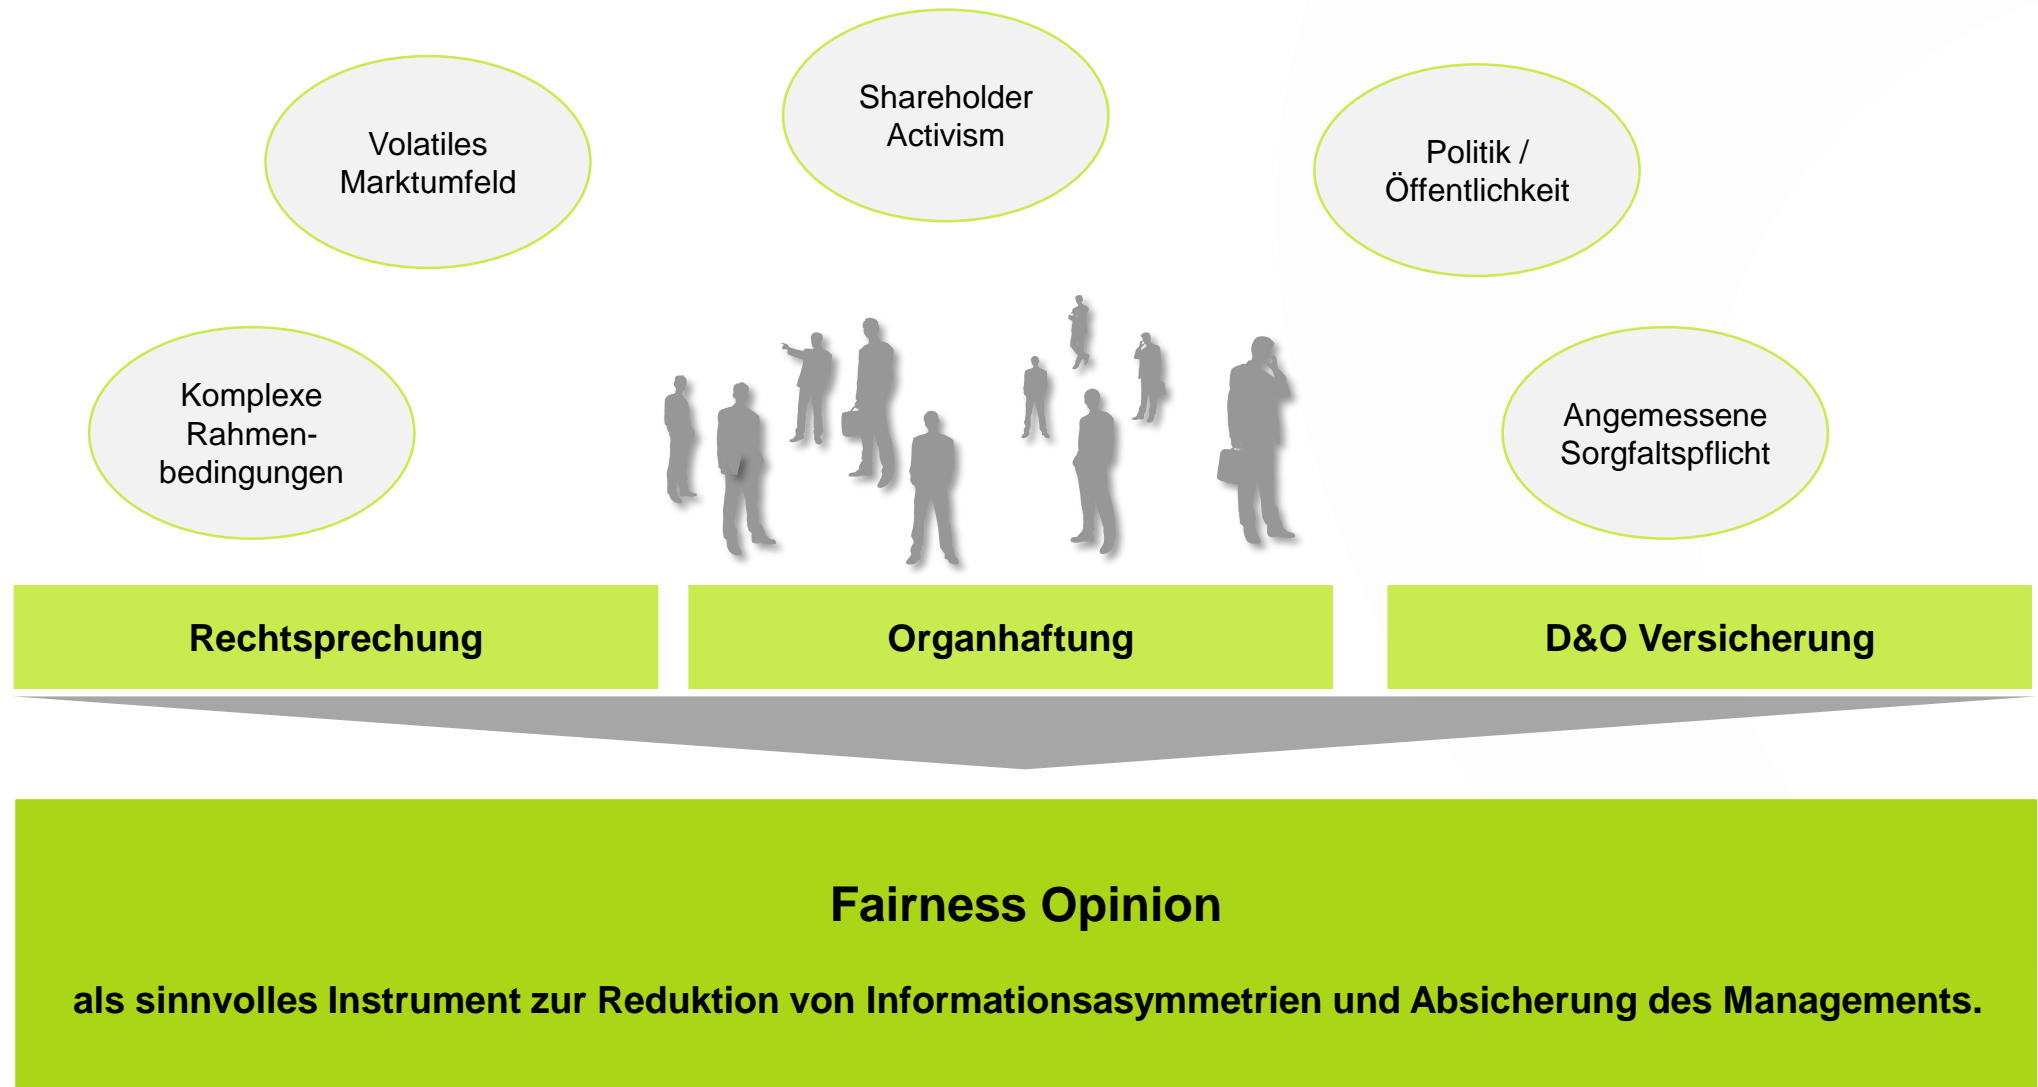 Shareholder
Activism
Volatiles
Marktumfeld
Politik /
Öffentlichkeit
Komplexe
Rahmen-
bedingungen
Angemessene
Sorgfaltspflicht
Rechtsprechung
Organhaftung
D&O Versicherung
Fairness Opinion
als sinnvolles Instrument zur Reduktion von Informationsasymmetrien und Absicherung des Managements.